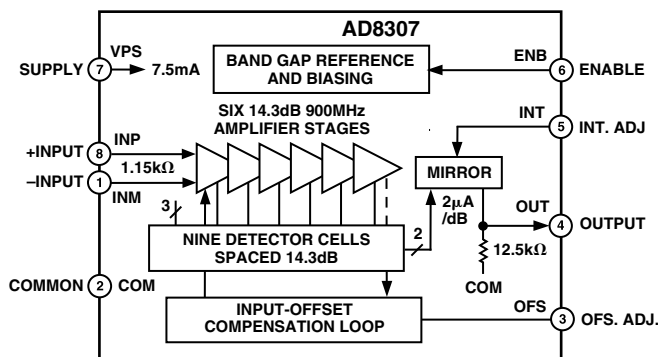 AD8307
SUPPLY
7
VPS
7.5mA
BAND GAP REFERENCE
AND BIASING
ENB
6
ENABLE
SIX 14.3dB 900MHz
AMPLIFIER STAGES
INT
5
INT. ADJ
+INPUT
8
INP
1.15kΩ
–INPUT
1
INM
MIRROR
2μA
/dB
OUT
4
OUTPUT
3
NINE DETECTOR CELLS
SPACED 14.3dB
2
12.5kΩ
COM
COMMON
2
COM
INPUT-OFFSET
COMPENSATION LOOP
OFS
3
OFS. ADJ.